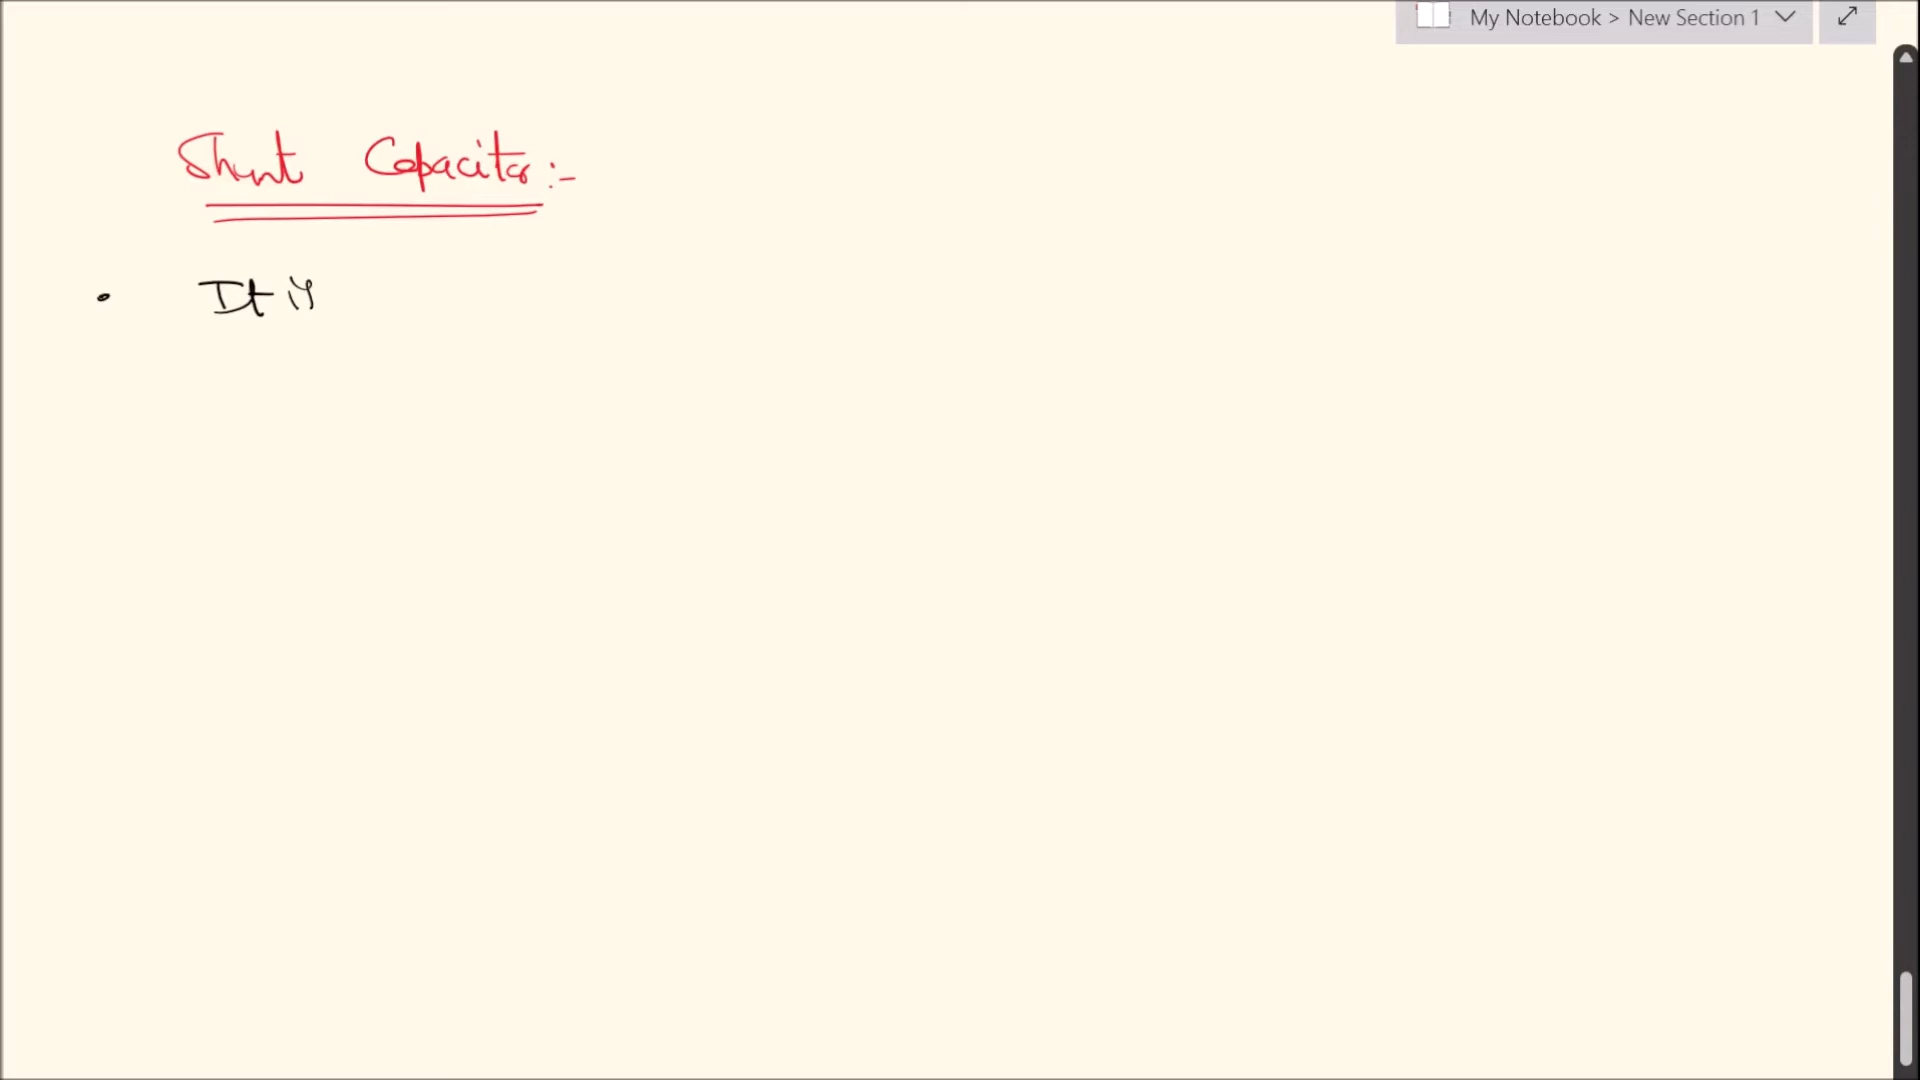 My Notebook > New Section 1
Shunt Capacitor :-
• It is